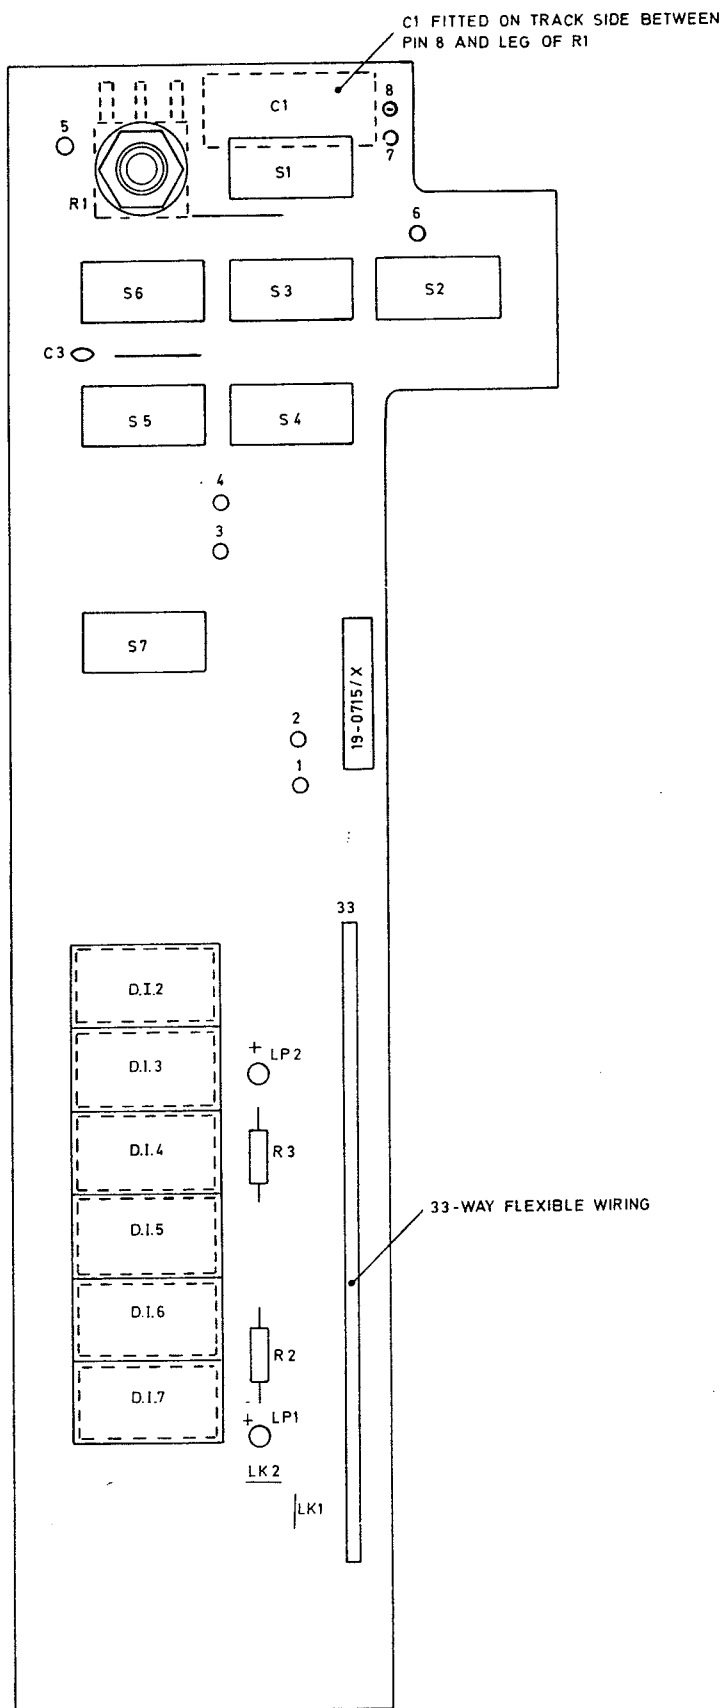 C1 FITTED ON TRACK SIDE BETWEEN
PIN 8 AND LEG OF R1
8
C1
5
7
S1
R1
6
S6
S3
S2
C3
S5
S4
4
3
S7
19-0715/X
2
1
33
D.I.2
+ LP2
D.I.3
D.I.4
R3
33-WAY FLEXIBLE WIRING
D.I.5
D.I.6
R2
D.I.7
+ LP1
LK2
LK1